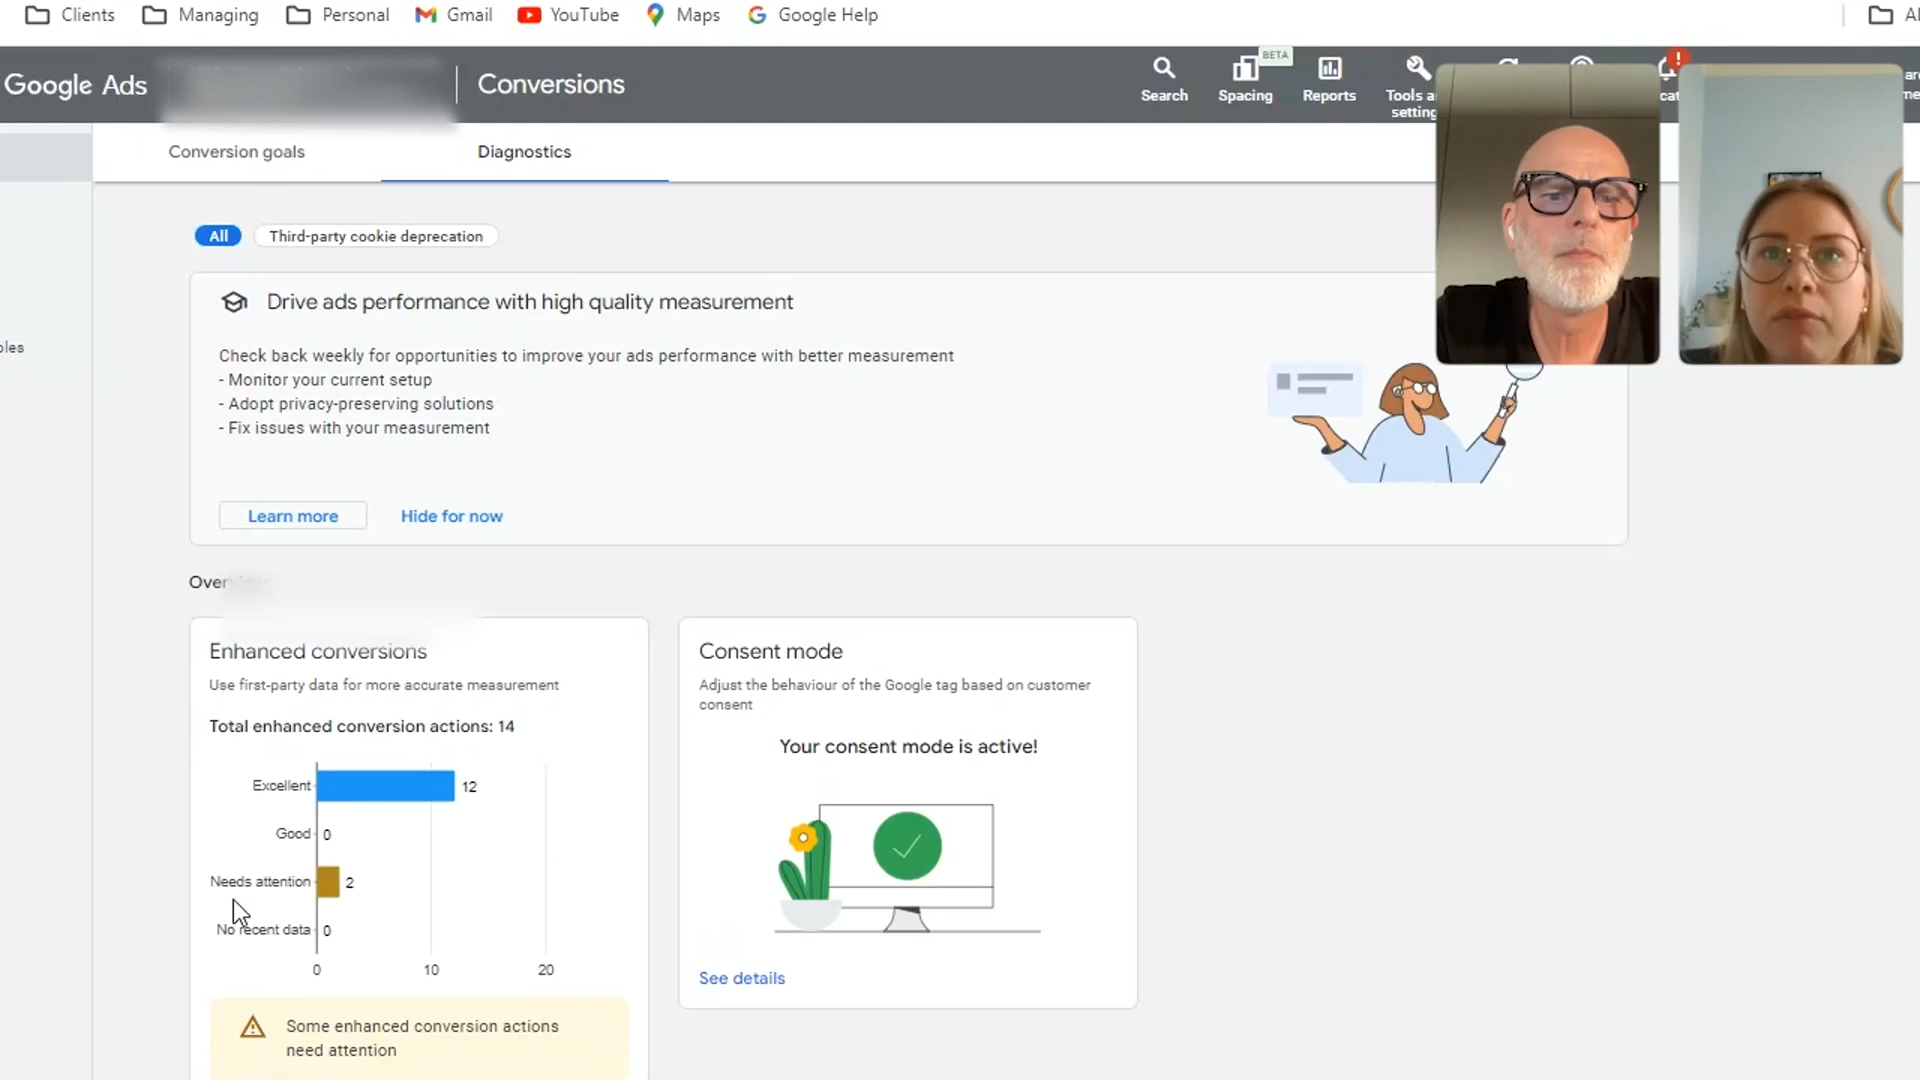 Clients Managing Personal Gmail YouTube Maps Google Help
Google Ads
Conversions
BETA
Search Spacing Reports
Conversion goals Diagnostics
All Third-party cookie deprecation
Drive ads performance with high quality measurement
Check back weekly for opportunities to improve your ads performance with better measurement
- Monitor your current setup
- Adopt privacy-preserving solutions
- Fix issues with your measurement
Learn more Hide for now
Enhanced conversions
Use first-party data for more accurate measurement
Total enhanced conversion actions: 14
Excellent 12
Good 0
Needs attention 2
No recent data 0
0 10 20
Some enhanced conversion actions
need attention
Consent mode
Adjust the behaviour of the Google tag based on customer
consent
Your consent mode is active!
See details